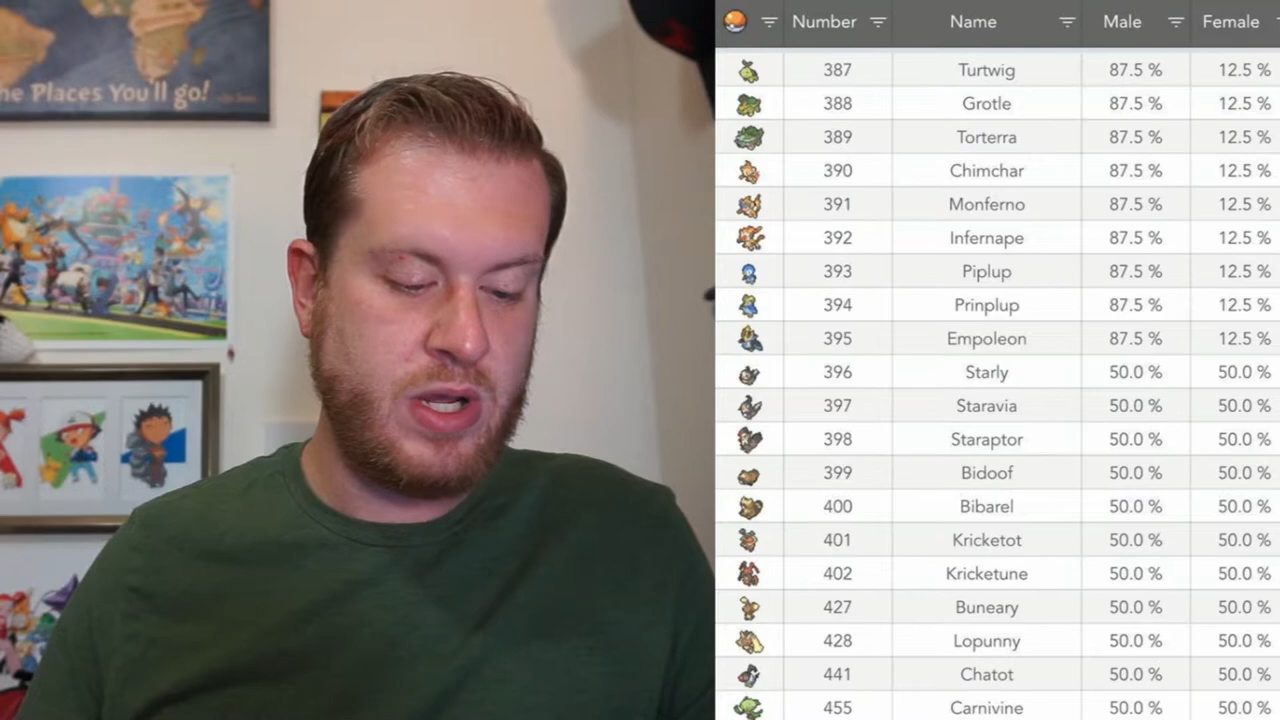 he Places You'll go!
Number Name Male Female
387 Turtwig 87.5 % 12.5 %
388 Grotle 87.5 % 12.5 %
389 Torterra 87.5 % 12.5 %
390 Chimchar 87.5 % 12.5 %
391 Monferno 87.5 % 12.5 %
392 Infernape 87.5 % 12.5 %
393 Piplup 87.5 % 12.5 %
394 Prinplup 87.5 % 12.5 %
395 Empoleon 87.5 % 12.5 %
396 Starly 50.0 % 50.0 %
397 Staravia 50.0 % 50.0 %
398 Staraptor 50.0 % 50.0 %
399 Bidoof 50.0 % 50.0 %
400 Bibarel 50.0 % 50.0 %
401 Kricketot 50.0 % 50.0 %
402 Kricketune 50.0 % 50.0 %
427 Buneary 50.0 % 50.0 %
428 Lopunny 50.0 % 50.0 %
441 Chatot 50.0 % 50.0 %
455 Carnivine 50.0 % 50.0 %